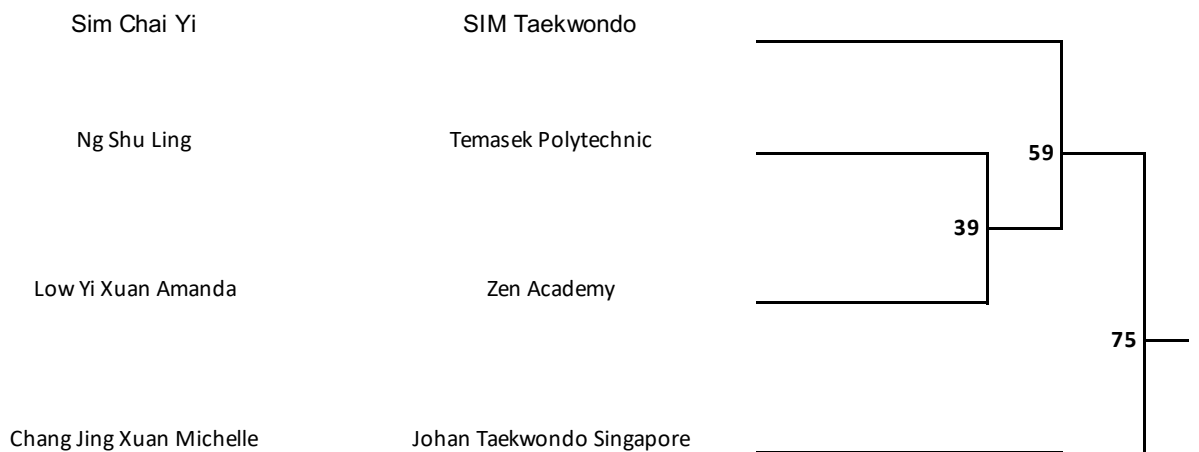 Sim Chai Yi SIM Taekwondo
Ng Shu Ling Temasek Polytechnic
59
39
Low Yi Xuan Amanda Zen Academy
75
Chang Jing Xuan Michelle Johan Taekwondo Singapore